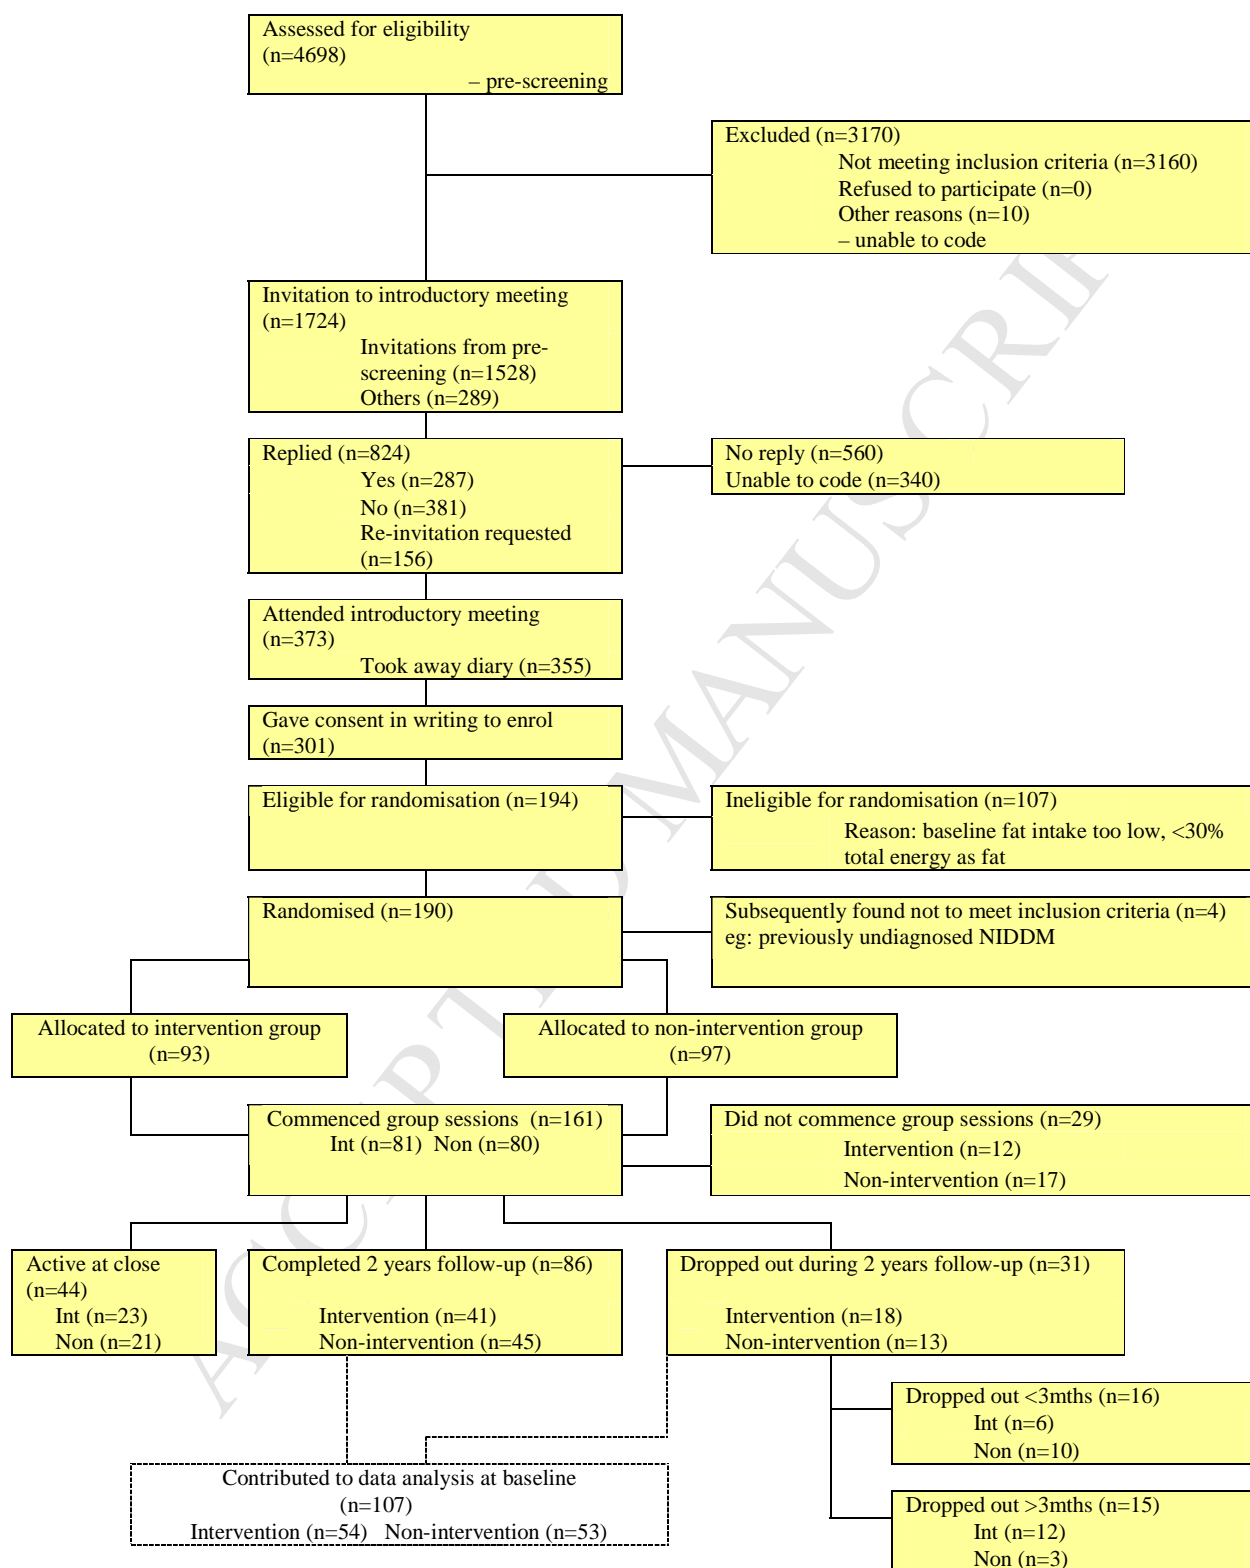 Assessed for eligibility
(n=4698)
– pre-screening
Excluded (n=3170)
Not meeting inclusion criteria (n=3160)
Refused to participate (n=0)
Other reasons (n=10)
– unable to code
Invitation to introductory meeting
(n=1724)
Invitations from pre-
screening (n=1528)
Others (n=289)
Replied (n=824)
Yes (n=287)
No (n=381)
Re-invitation requested
(n=156)
No reply (n=560)
Unable to code (n=340)
Attended introductory meeting
(n=373)
Took away diary (n=355)
Gave consent in writing to enrol
(n=301)
Eligible for randomisation (n=194)
Ineligible for randomisation (n=107)
Reason: baseline fat intake too low, <30%
total energy as fat
Randomised (n=190)
Subsequently found not to meet inclusion criteria (n=4)
eg: previously undiagnosed NIDDM
Allocated to intervention group
(n=93)
Allocated to non-intervention group
(n=97)
Commenced group sessions (n=161)
Int (n=81) Non (n=80)
Did not commence group sessions (n=29)
Intervention (n=12)
Non-intervention (n=17)
Active at close
(n=44)
Int (n=23)
Non (n=21)
Completed 2 years follow-up (n=86)
Intervention (n=41)
Non-intervention (n=45)
Dropped out during 2 years follow-up (n=31)
Intervention (n=18)
Non-intervention (n=13)
Dropped out <3mths (n=16)
Int (n=6)
Non (n=10)
Contributed to data analysis at baseline
(n=107)
Intervention (n=54) Non-intervention (n=53)
Dropped out >3mths (n=15)
Int (n=12)
Non (n=3)